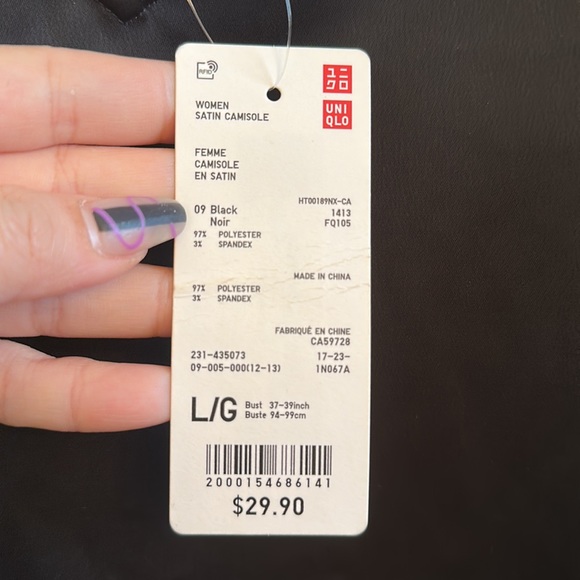 RFID
ユニ
クロ
UNI
QLO
WOMEN
SATIN CAMISOLE
FEMME
CAMISOLE
EN SATIN
09 Black
Noir
HT00189NX-CA
1413
FQ105
97% POLYESTER
3% SPANDEX
MADE IN CHINA
97% POLYESTER
3% SPANDEX
FABRIQUÉ EN CHINE
CA59728
231-435073 17-23-
09-005-000(12-13) 1N067A
L/G
Bust 37-39inch
Buste 94-99cm
2000154686141
$29.90